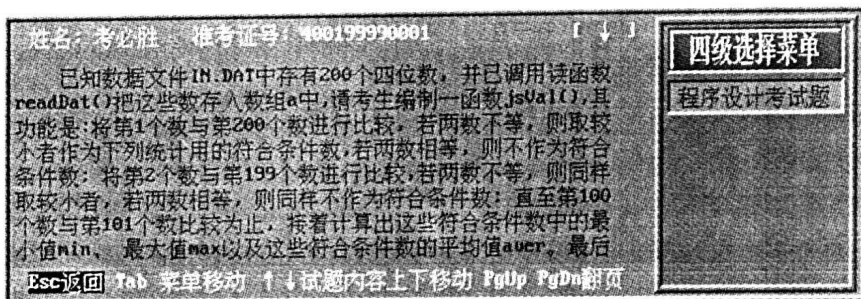 姓名：考必胜 准考证号：400199990001 [ ↓ ]
四级选择菜单
程序设计考试题
已知数据文件IN.DAT中存有200个四位数，并已调用读函数
readDat()把这些数存入数组a中,请考生编制一函数jsVal(),其
功能是:将第1个数与第200个数进行比较，若两数不等，则取较
小者作为下列统计用的符合条件数,若两数相等，则不作为符合
条件数；将第2个数与第199个数进行比较,若两数不等，则同样
取较小者，若两数相等，则同样不作为符合条件数；直至第100
个数与第101个数比较为止，接着计算出这些符合条件数中的最
小值min、 最大值max以及这些符合条件数的平均值aver。最后
Esc返回 Tab 菜单移动 ↑↓试题内容上下移动 PgUp PgDn翻页